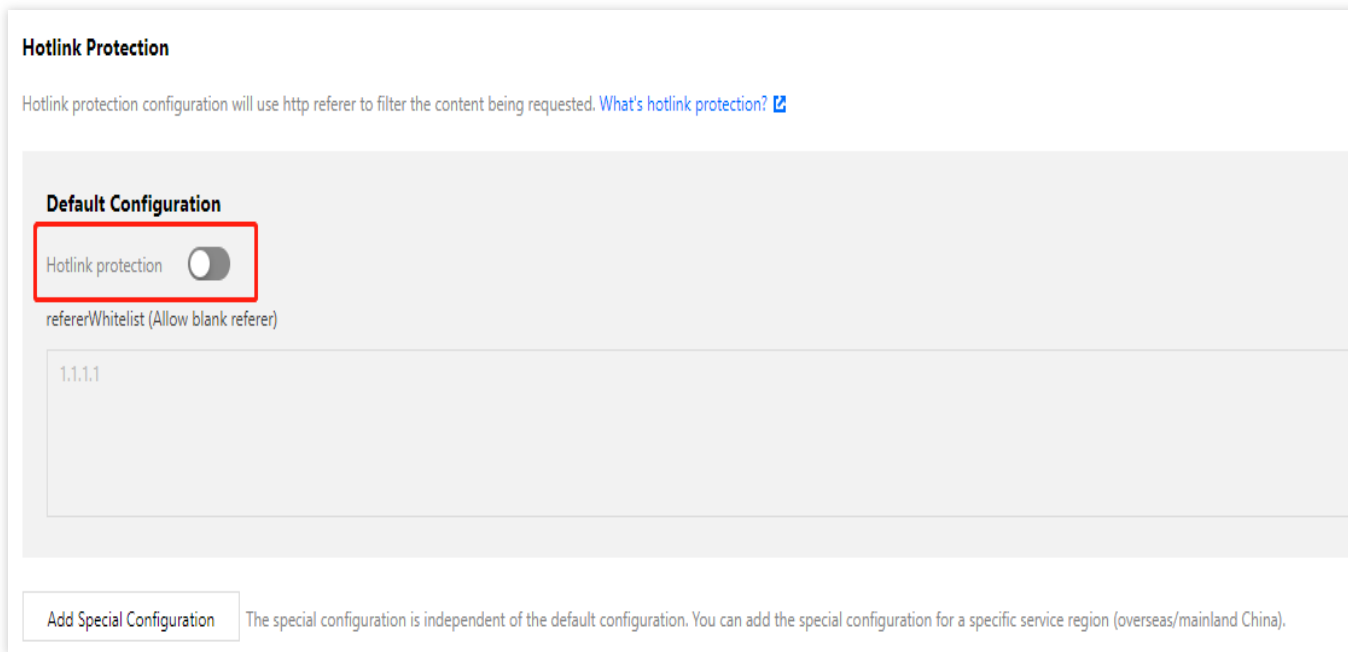 Hotlink Protection
Hotlink protection configuration will use http referer to filter the content being requested. What's hotlink protection?
Default Configuration
Hotlink protection
refererWhitelist (Allow blank referer)
1.1.1.1
Add Special Configuration The special configuration is independent of the default configuration. You can add the special configuration for a specific service region (overseas/mainland China).